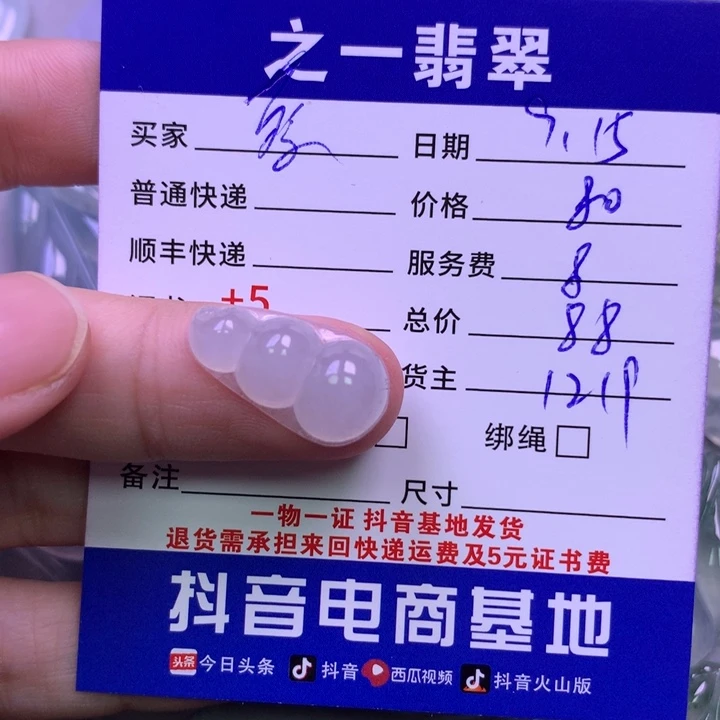 之一翡翠
买家 日期 9.15
普通快递 价格 80
顺丰快递 服务费 8
+5 总价 88
货主
绑绳
备注 尺寸
一物一证 抖音基地发货
退货需承担来回快递运费及5元证书费
抖音电商基地
头条 今日头条 抖音 西瓜视频 抖音火山版